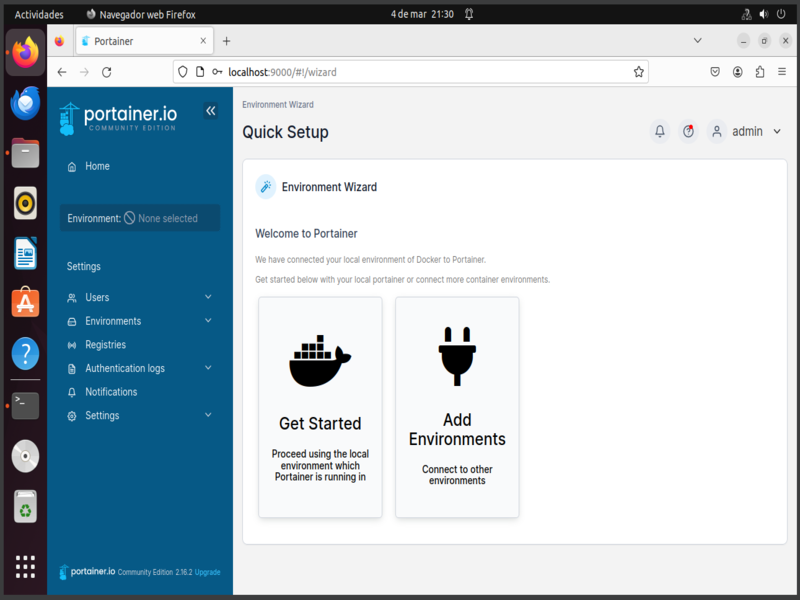 Actividades
Navegador web Firefox
4 de mar 21:30
Portainer
localhost:9000/#!/wizard
portainer.io
COMMUNITY EDITION
Home
Environment: None selected
Settings
Users
Environments
Registries
Authentication logs
Notifications
Settings
portainer.io Community Edition 2.16.2 Upgrade
Environment Wizard
Quick Setup
admin
Environment Wizard
Welcome to Portainer
We have connected your local environment of Docker to Portainer.
Get started below with your local portainer or connect more container environments.
Get Started
Proceed using the local
environment which
Portainer is running in
Add
Environments
Connect to other
environments